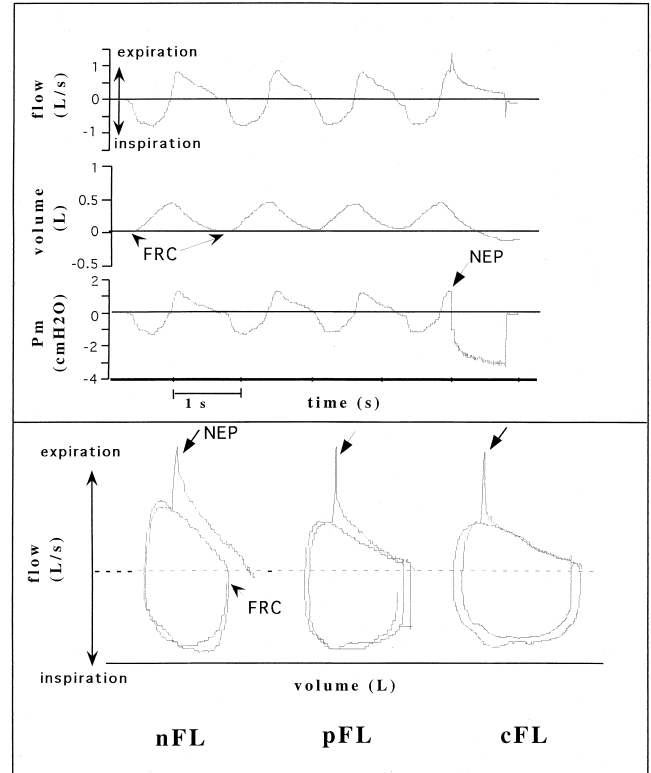 expiration
1
0
-1
flow
(L/s)
inspiration
1
0.5
0
-0.5
volume
(L)
FRC
NEP
2
0
-2
-4
Pm
(cmH2O)
1 s
time (s)
NEP
expiration
flow
(L/s)
FRC
inspiration
volume (L)
nFL
pFL
cFL